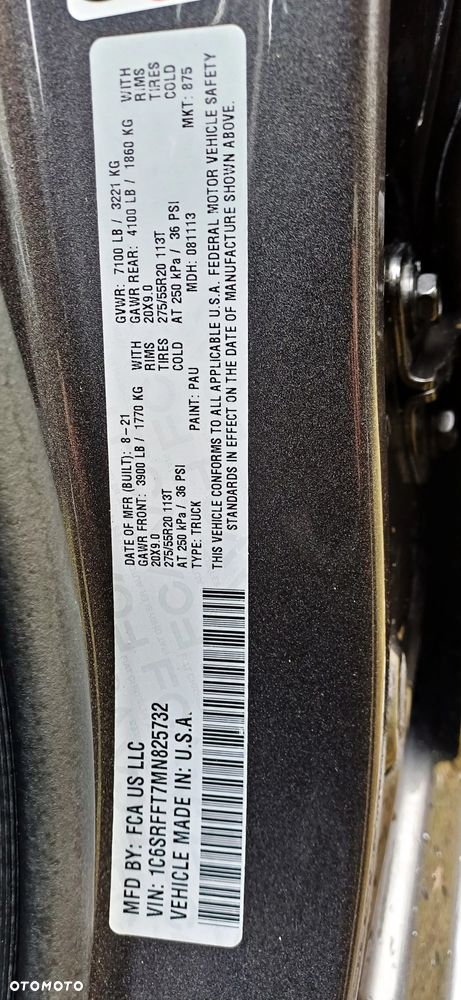 MFD BY: FCA US LLC
VIN: 1C6SRFFT7MN825732
VEHICLE MADE IN: U.S.A.
DATE OF MFR (BUILT): 8-21
GAWR FRONT: 3900 LB / 1770 KG WITH
20X9.0 RIMS
275/55R20 113T TIRES
AT 250 kPa / 36 PSI COLD
TYPE: TRUCK PAINT: PAU
GVWR: 7100 LB / 3221 KG
GAWR REAR: 4100 LB / 1860 KG WITH
20X9.0 RIMS
275/55R20 113T TIRES
AT 250 kPa / 36 PSI COLD
MDH: 081113 MKT: 875
THIS VEHICLE CONFORMS TO ALL APPLICABLE U.S.A. FEDERAL MOTOR VEHICLE SAFETY
STANDARDS IN EFFECT ON THE DATE OF MANUFACTURE SHOWN ABOVE.
OTOMOTO
OTOMOTO